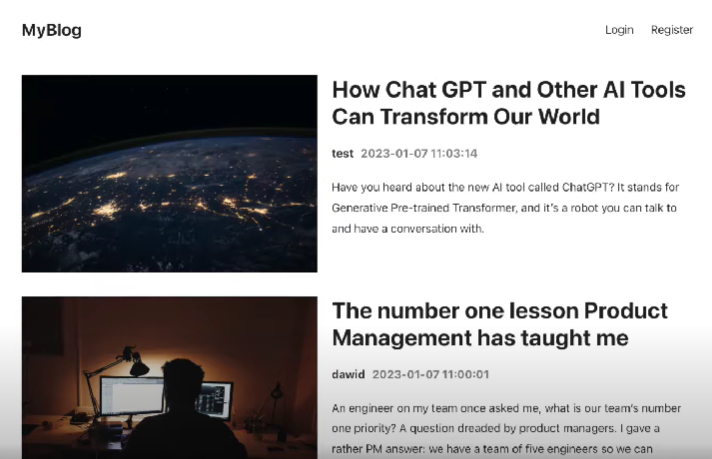 MyBlog
Login Register
How Chat GPT and Other AI Tools
Can Transform Our World
test 2023-01-07 11:03:14
Have you heard about the new AI tool called ChatGPT? It stands for
Generative Pre-trained Transformer, and it's a robot you can talk to
and have a conversation with.
The number one lesson Product
Management has taught me
dawid 2023-01-07 11:00:01
An engineer on my team once asked me, what is our team's number
one priority? A question dreaded by product managers. I gave a
rather PM answer: we have a team of five engineers so we can